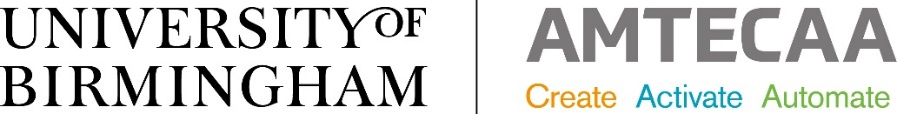 UNIVERSITY OF
BIRMINGHAM
AMTECAA
Create Activate Automate